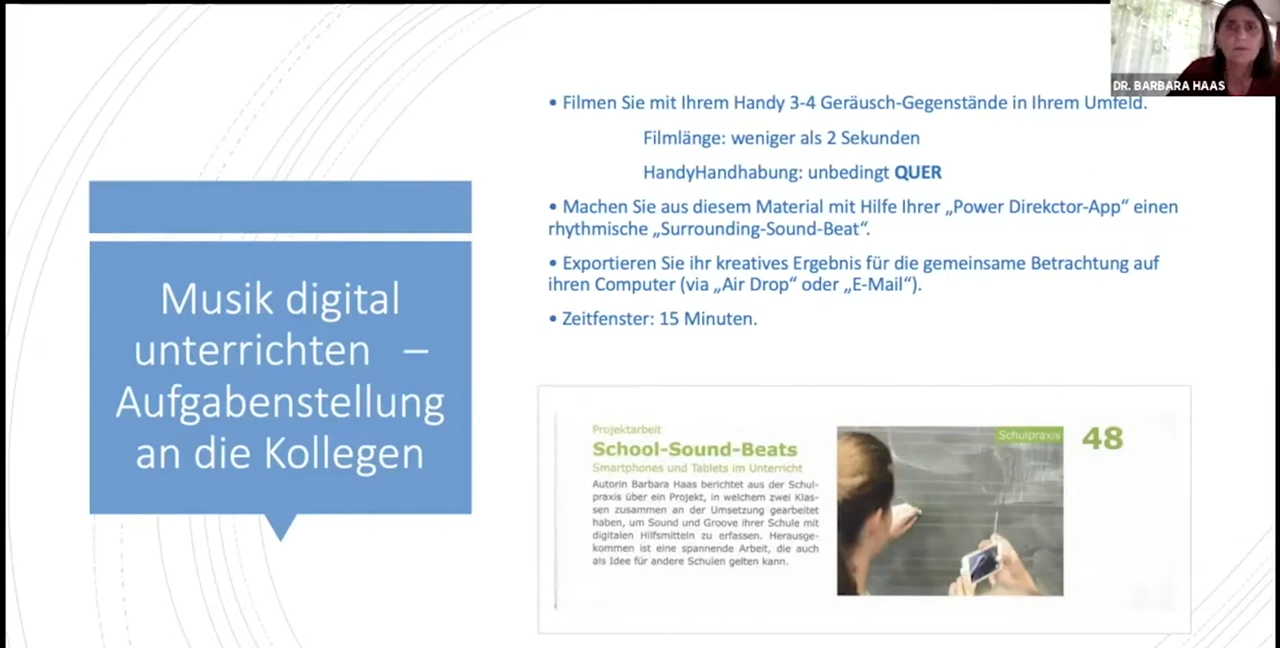 DR. BARBARA HAAS
Musik digital
unterrichten –
Aufgabenstellung
an die Kollegen
• Filmen Sie mit Ihrem Handy 3-4 Geräusch-Gegenstände in Ihrem Umfeld.
Filmlänge: weniger als 2 Sekunden
HandyHandhabung: unbedingt QUER
• Machen Sie aus diesem Material mit Hilfe Ihrer „Power Direkctor-App“ einen
rhythmische „Surrounding-Sound-Beat“.
• Exportieren Sie ihr kreatives Ergebnis für die gemeinsame Betrachtung auf
ihren Computer (via „Air Drop“ oder „E-Mail“).
• Zeitfenster: 15 Minuten.
Projektarbeit
School-Sound-Beats
Smartphones und Tablets im Unterricht
Autorin Barbara Haas berichtet aus der Schul-
praxis über ein Projekt, in welchem zwei Klas-
sen zusammen an der Umsetzung gearbeitet
haben, um Sound und Groove ihrer Schule mit
digitalen Hilfsmitteln zu erfassen. Herausge-
kommen ist eine spannende Arbeit, die auch
als Idee für andere Schulen gelten kann.
Schulpraxis
48